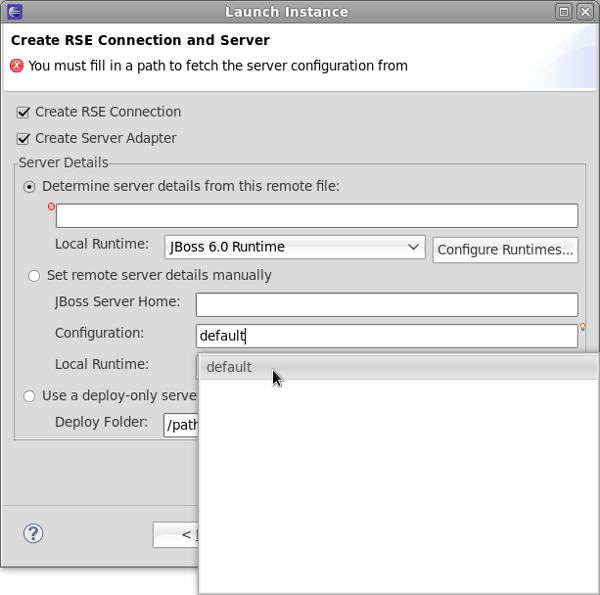 Launch Instance
Create RSE Connection and Server
You must fill in a path to fetch the server configuration from
Create RSE Connection
Create Server Adapter
Server Details
Determine server details from this remote file:
Local Runtime: JBoss 6.0 Runtime Configure Runtimes...
Set remote server details manually
JBoss Server Home:
Configuration: default
Local Runtime: default
Use a deploy-only serve
Deploy Folder: /path
? <